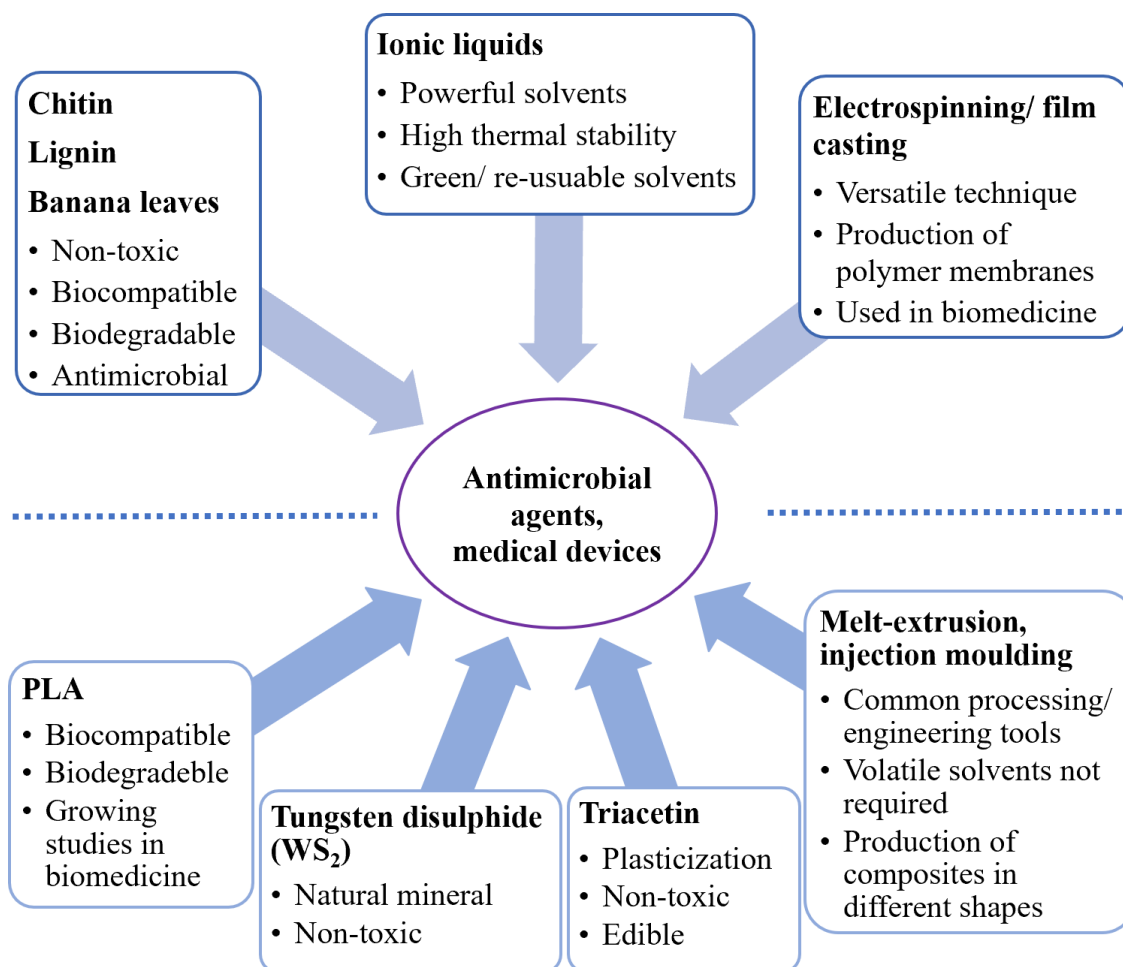 Chitin
Lignin
Banana leaves
• Non-toxic
• Biocompatible
• Biodegradable
• Antimicrobial
Ionic liquids
• Powerful solvents
• High thermal stability
• Green/ re-usuable solvents
Electrospinning/ film
casting
• Versatile technique
• Production of
polymer membranes
• Used in biomedicine
Antimicrobial
agents,
medical devices
PLA
• Biocompatible
• Biodegradeble
• Growing
studies in
biomedicine
Tungsten disulphide
(WS₂)
• Natural mineral
• Non-toxic
Triacetin
• Plasticization
• Non-toxic
• Edible
Melt-extrusion,
injection moulding
• Common processing/
engineering tools
• Volatile solvents not
required
• Production of
composites in
different shapes